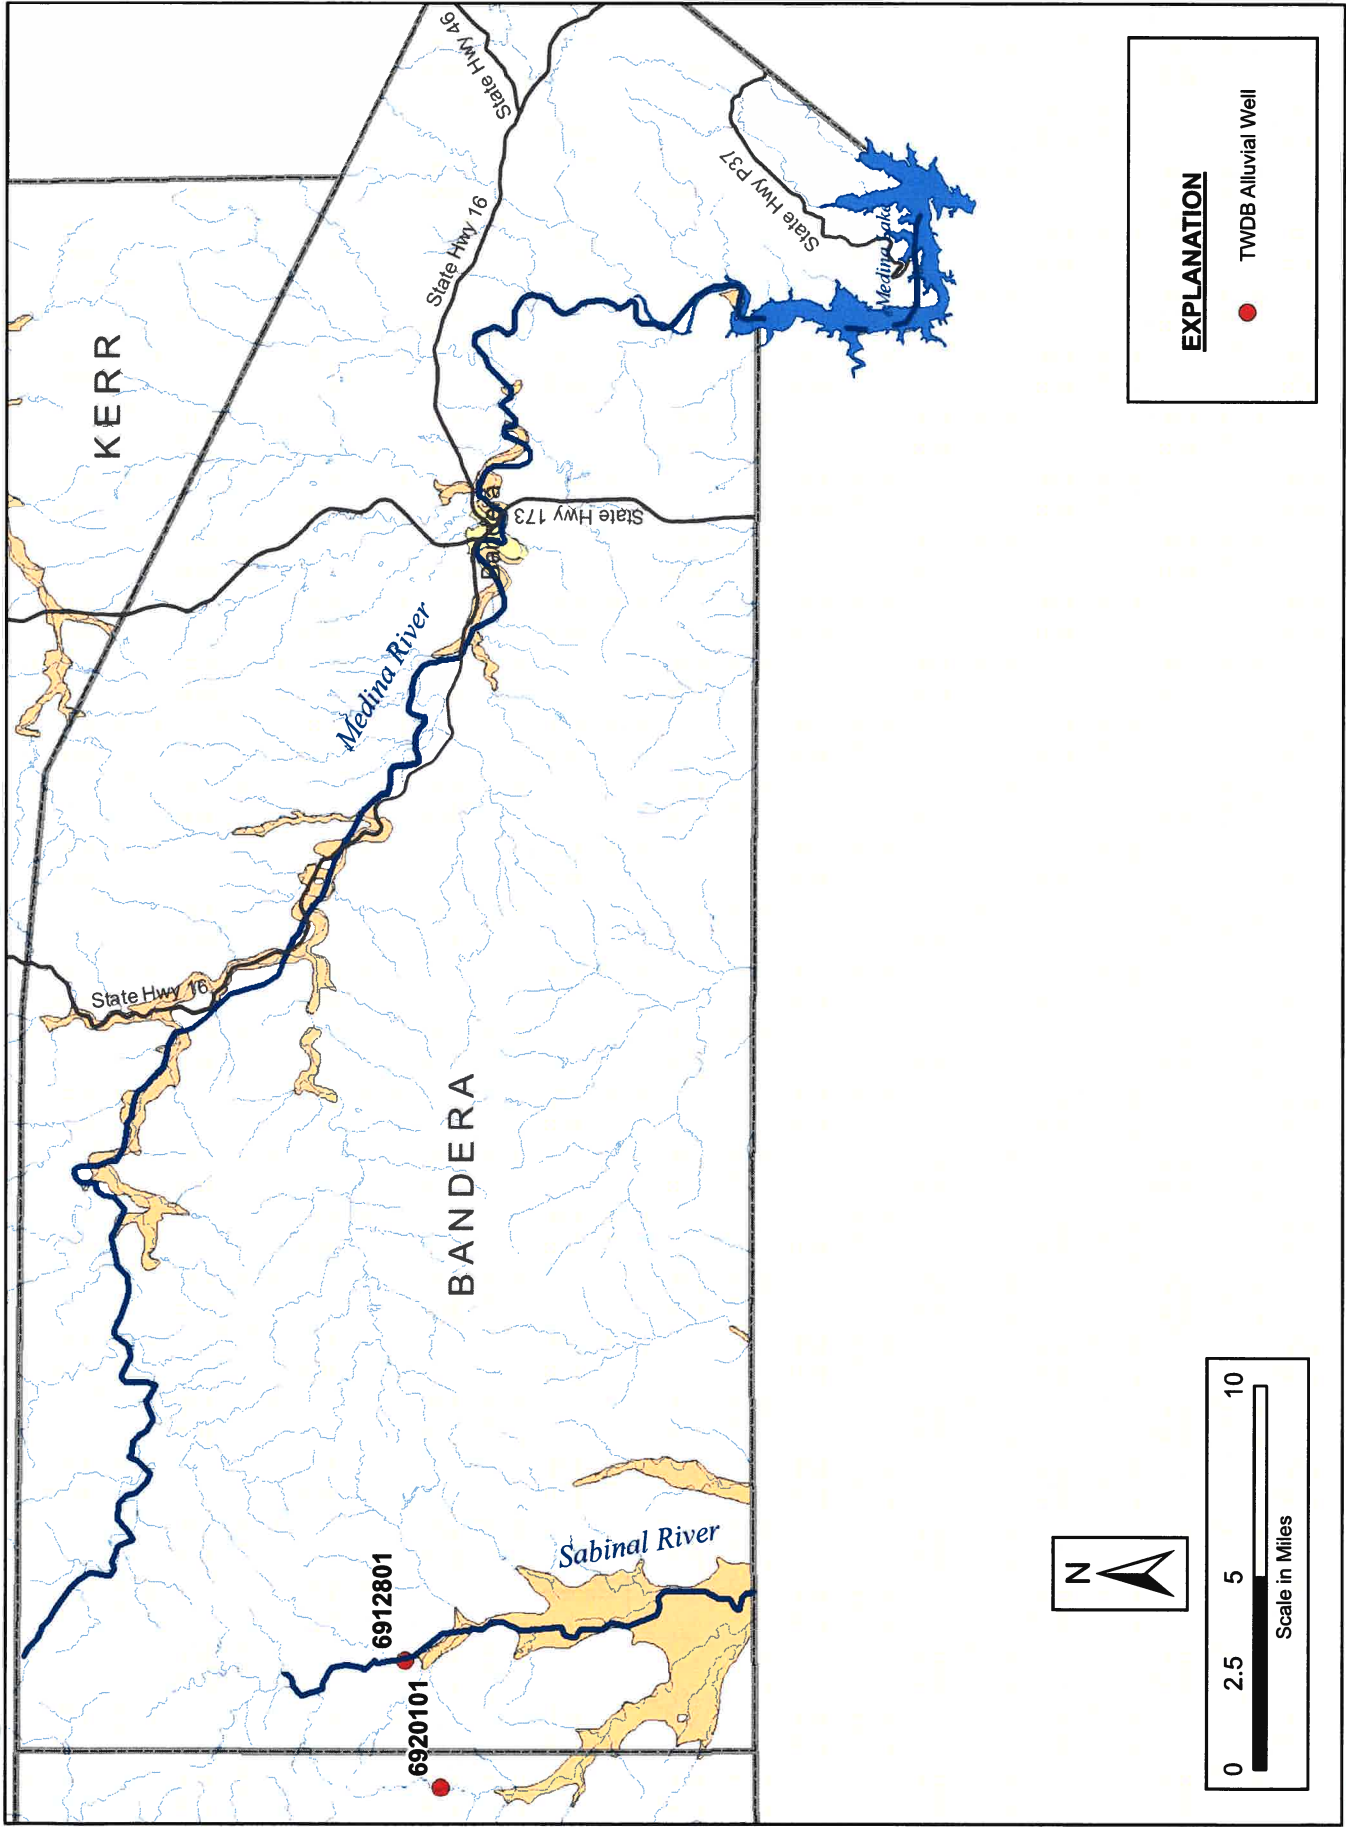 KERR
State Hwy 46
State Hwy 16
State Hwy P37
Medina Lake
State Hwy 173
Medina River
State Hwy 16
BANDERA
Sabinal River
6912801
6920101
N
0 2.5 5 10
Scale in Miles
EXPLANATION
TWDB Alluvial Well